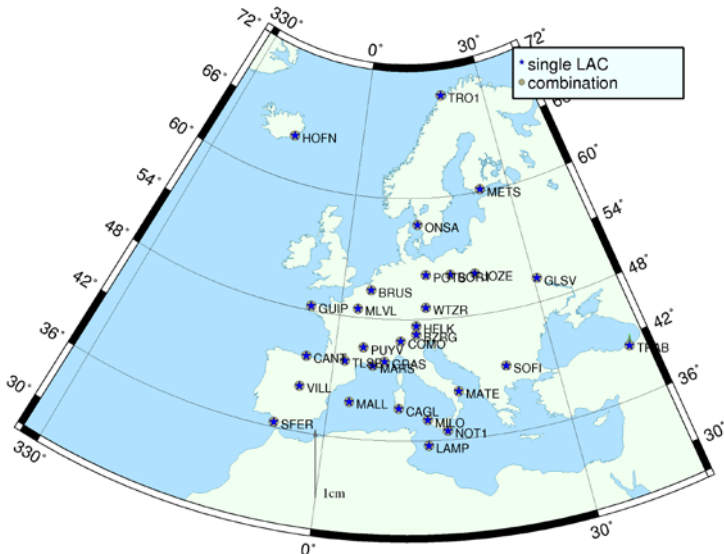 72°
330°
0°
30°
72°
single LAC
combination
66°
60°
54°
48°
42°
36°
30°
330°
60°
54°
48°
42°
36°
30°
TRO1
HOFN
METS
ONSA
JOZE
GLSV
BRUS
GUIP
MLVL
WTZR
HFLK
BZRG
COMO
PUYV
CANT
GRAS
MARS
SOFI
VILL
MALL
MATE
CAGL
SFER
MILO
NOT1
LAMP
1cm
0°
30°